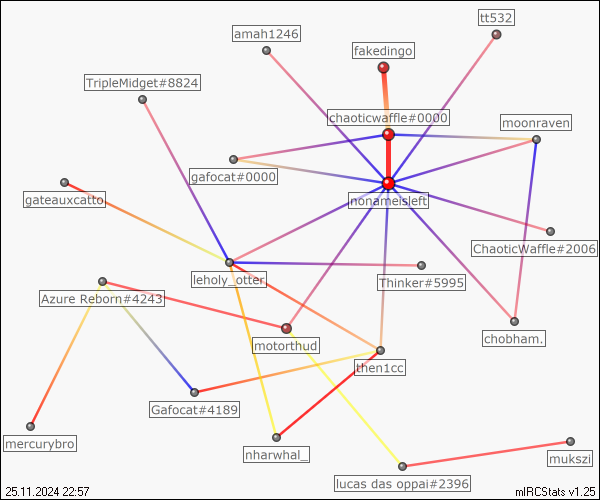 tt532
amah1246
fakedingo
TripleMidget#8824
chaoticwaffle#0000
moonraven
gafocat#0000
gateauxcatto
nonameisleft
ChaoticWaffle#2006
leholy_otter
Thinker#5995
Azure Reborn#4243
motorthud
chobham.
then1cc
Gafocat#4189
mercurybro
nharwhal_
mukszi
lucas das oppai#2396
25.11.2024 22:57
mIRCStats v1.25